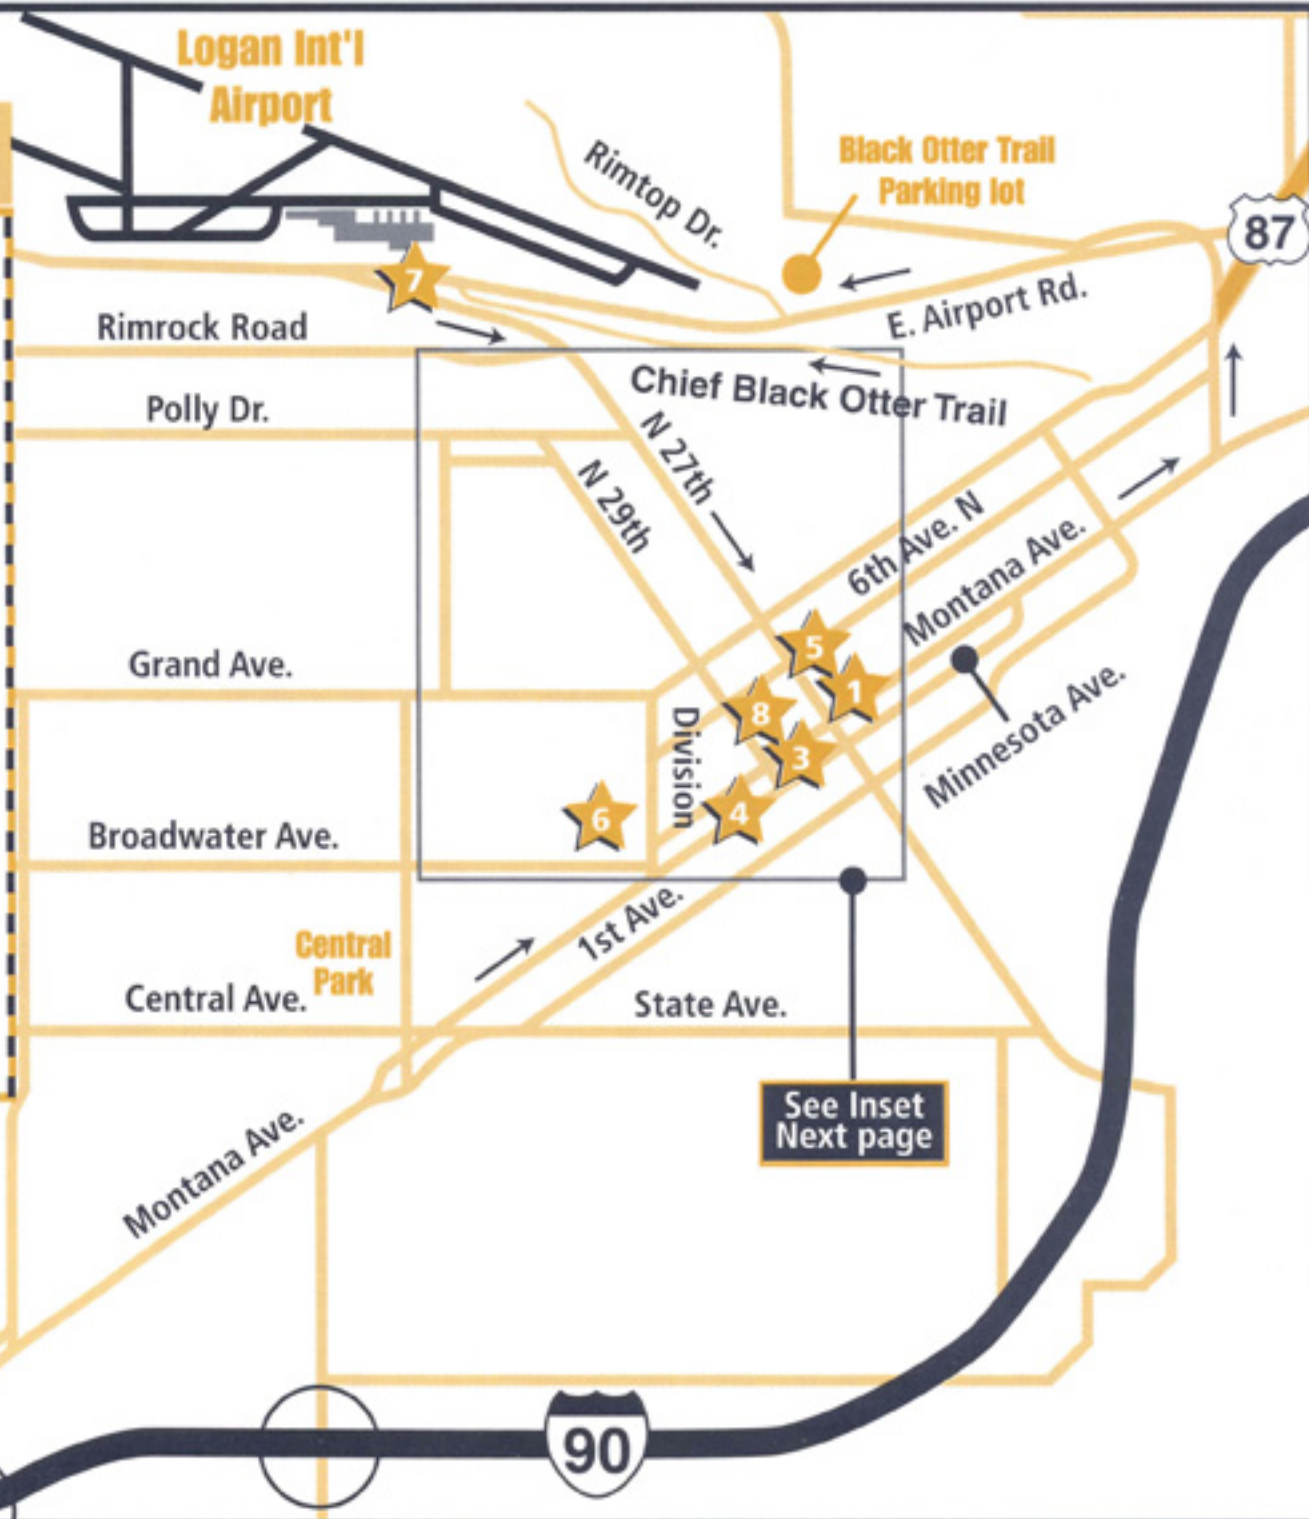 Logan Int'l
Airport
Rimtop Dr.
Black Otter Trail
Parking lot
87
7
E. Airport Rd.
Rimrock Road
Chief Black Otter Trail
Polly Dr.
N 27th
N 29th
6th Ave. N
Montana Ave.
5
Grand Ave.
1
8
Division
3
Minnesota Ave.
6
4
Broadwater Ave.
1st Ave.
Central
Park
Central Ave.
State Ave.
See Inset
Next page
Montana Ave.
90